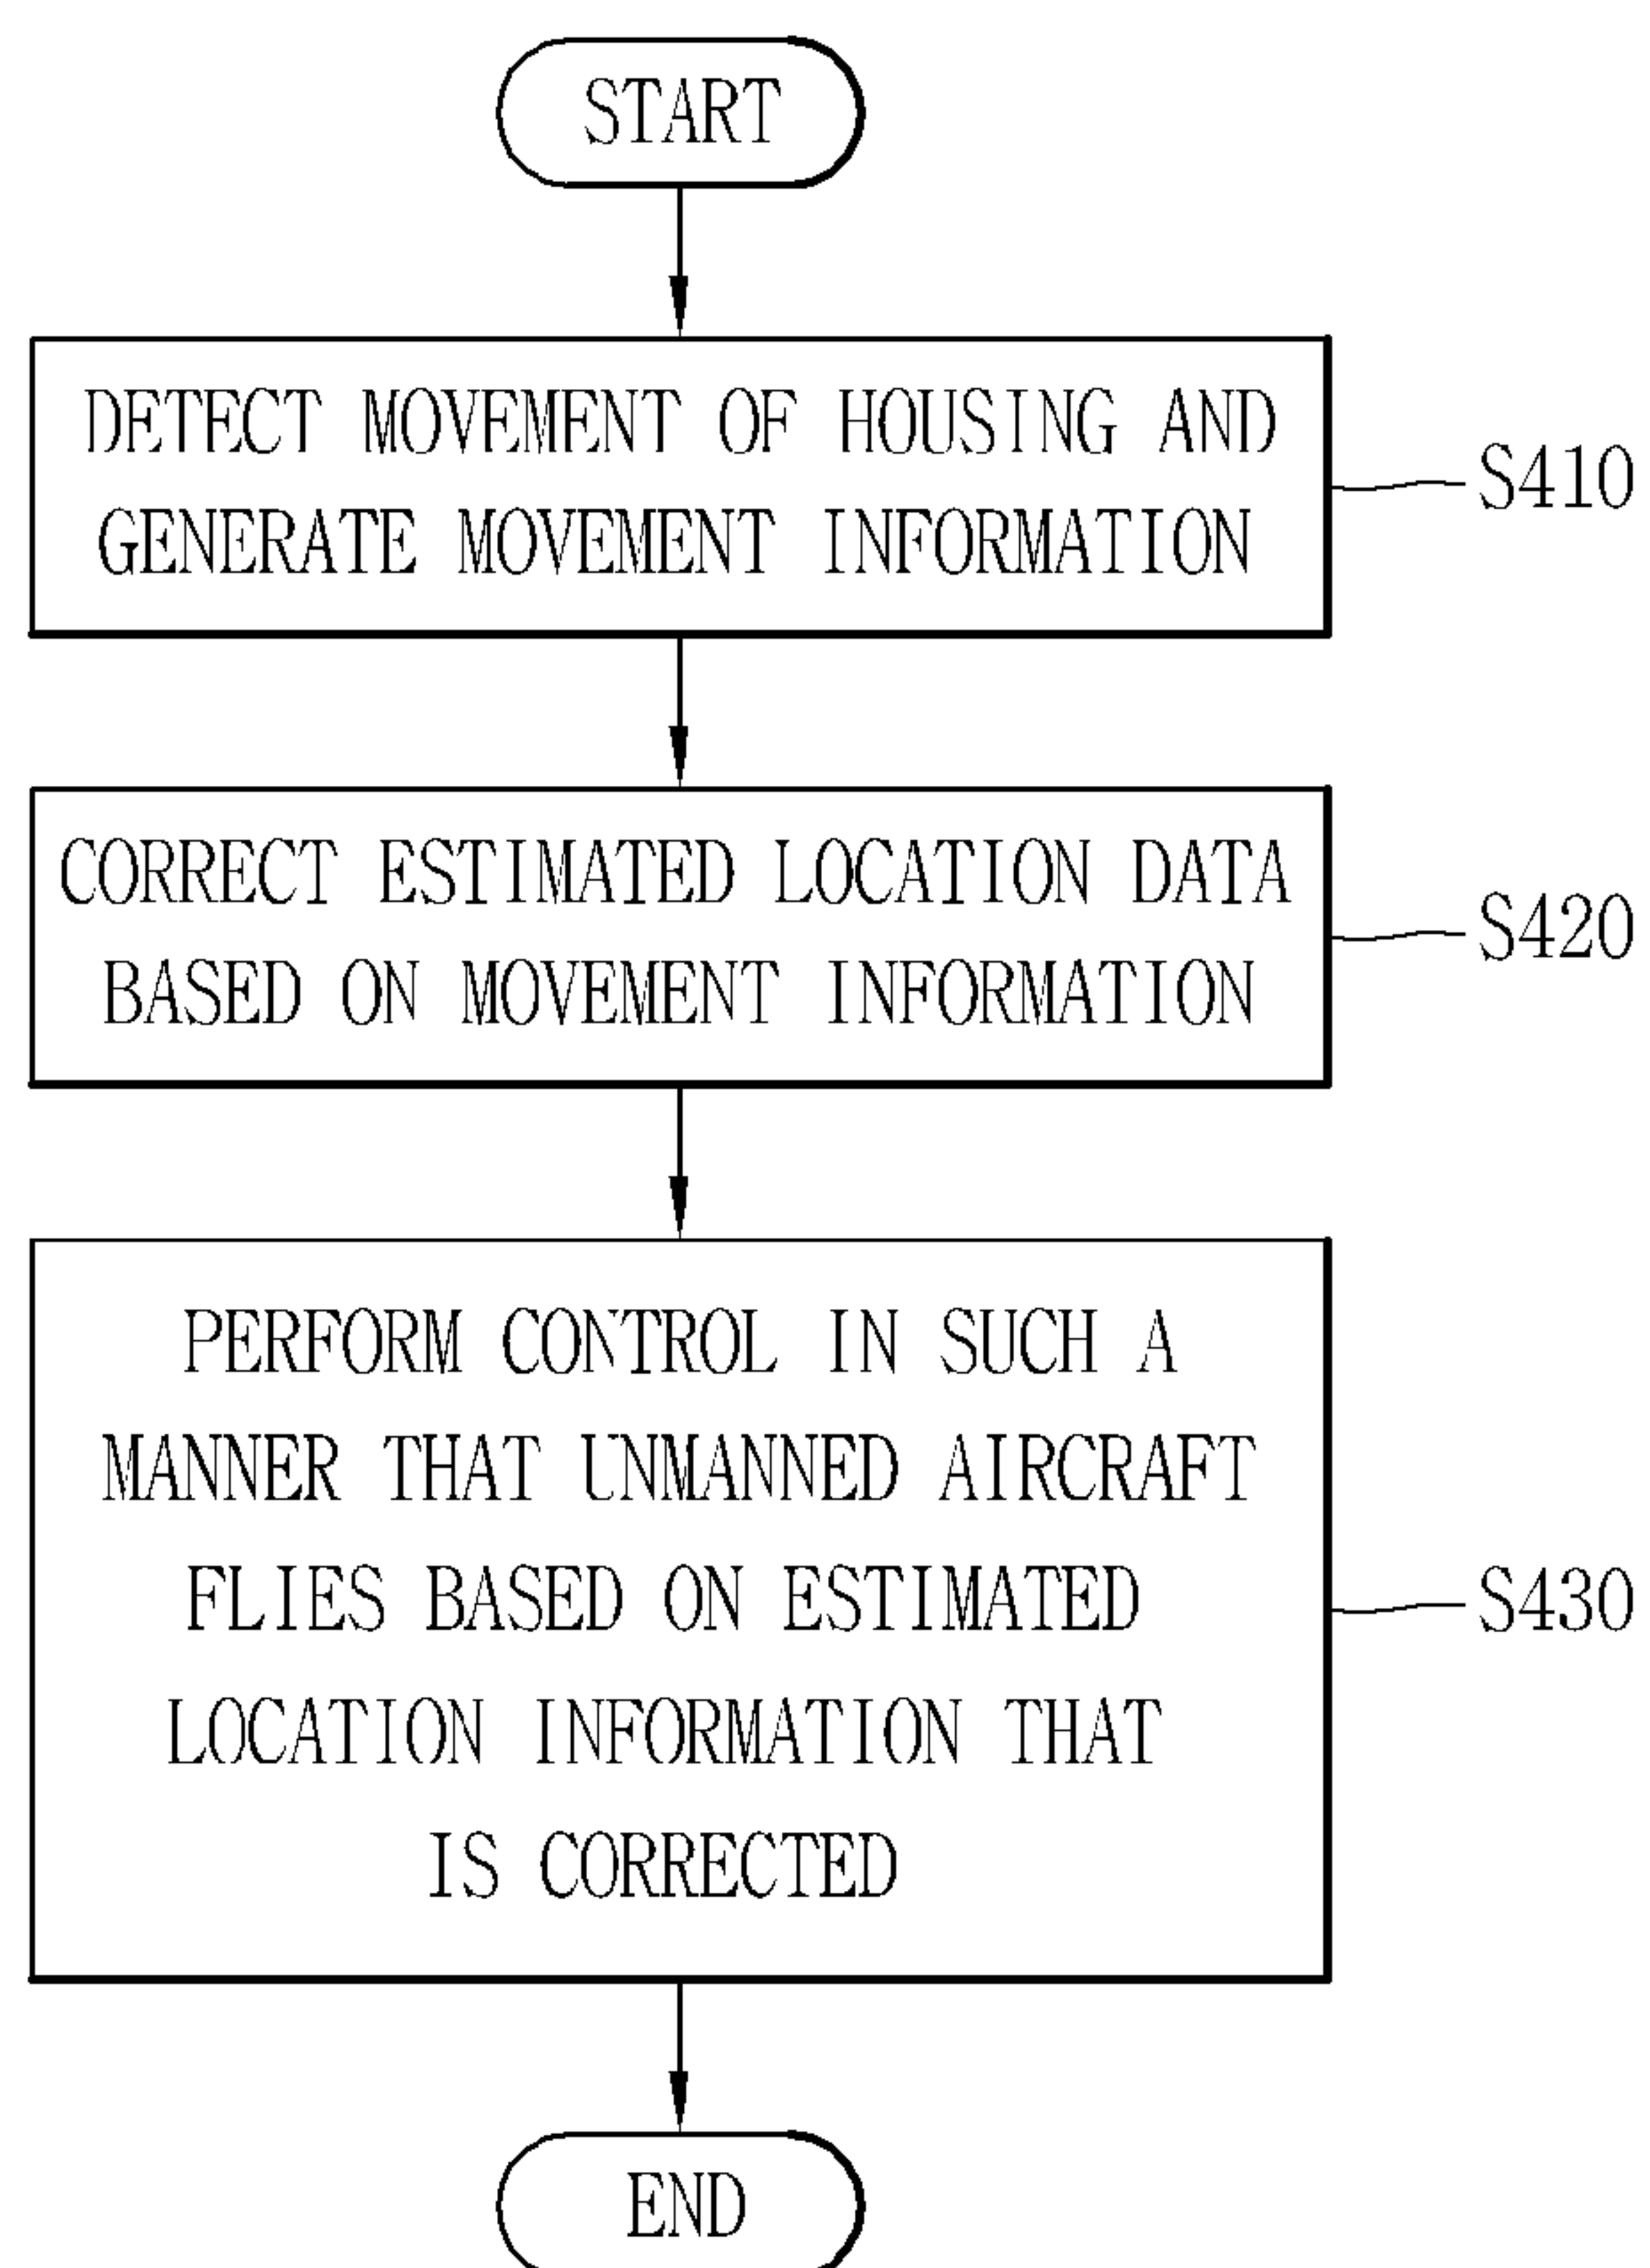 START
DETECT MOVEMENT OF HOUSING AND
GENERATE MOVEMENT INFORMATION
S410
CORRECT ESTIMATED LOCATION DATA
BASED ON MOVEMENT INFORMATION
S420
PERFORM CONTROL IN SUCH A
MANNER THAT UNMANNED AIRCRAFT
FLIES BASED ON ESTIMATED
LOCATION INFORMATION THAT
IS CORRECTED
S430
END